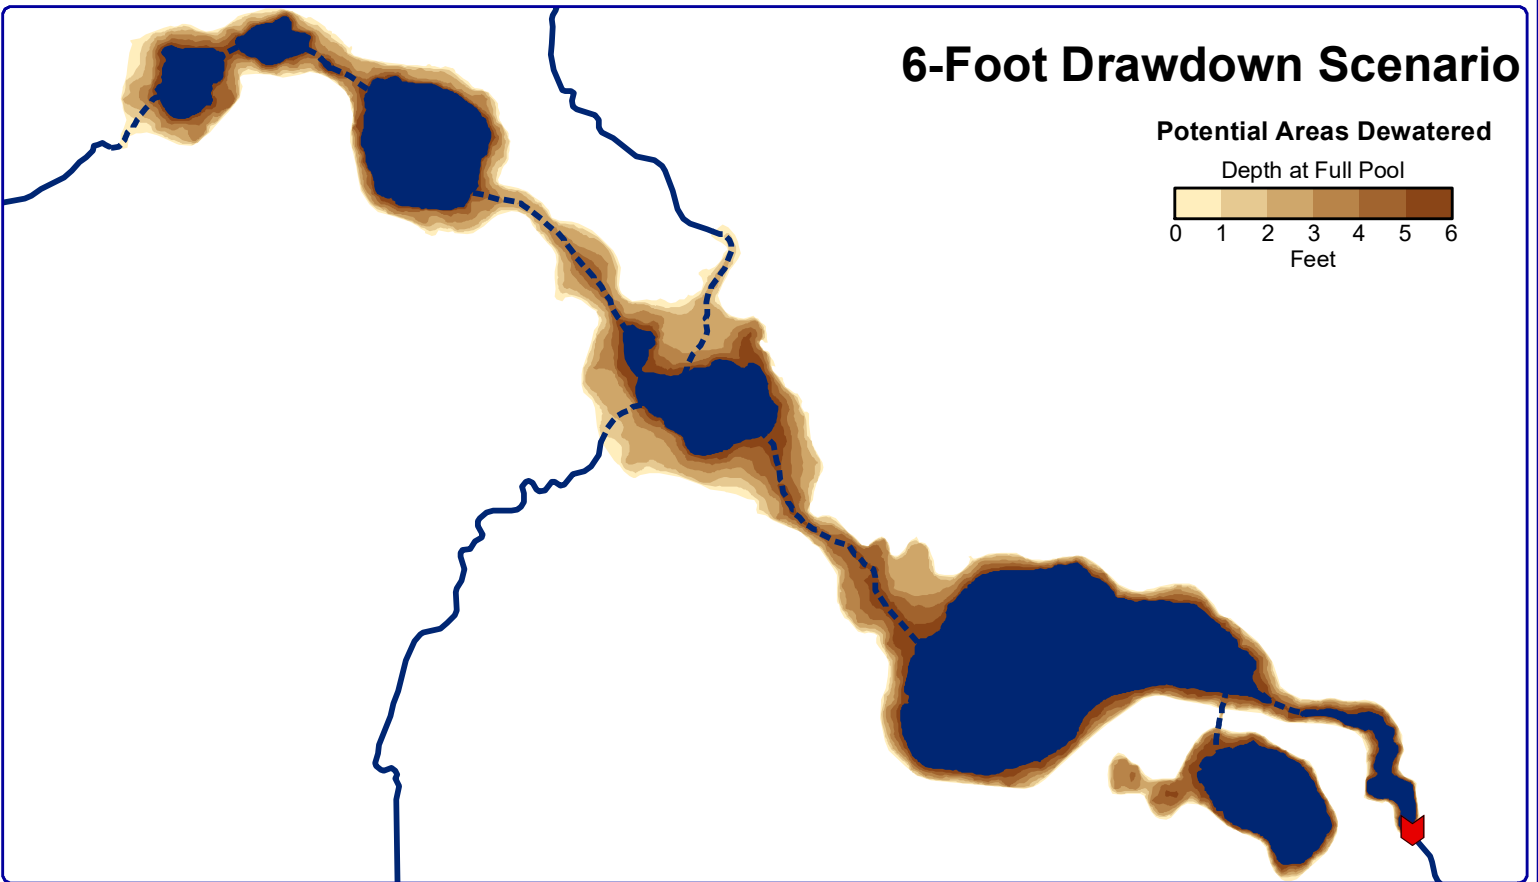 6-Foot Drawdown Scenario
Potential Areas Dewatered
Depth at Full Pool
0 1 2 3 4 5 6
Feet